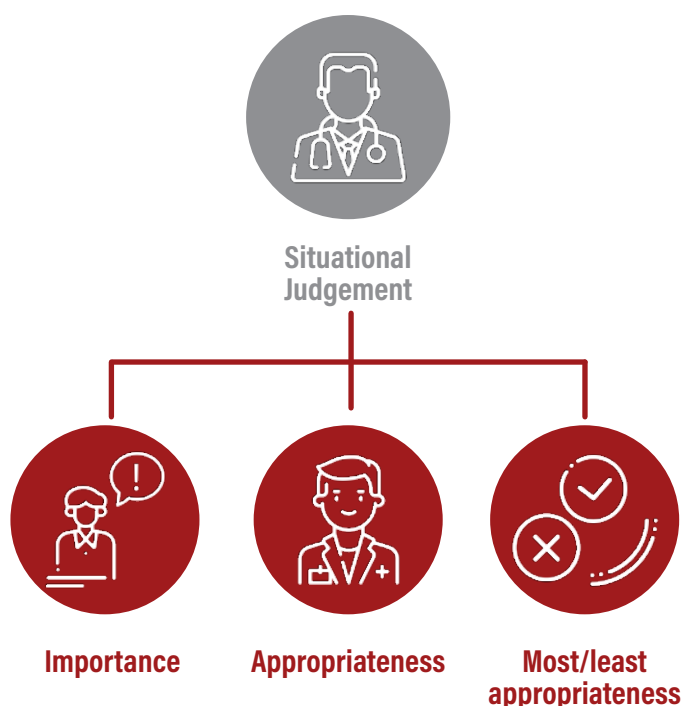 Situational
Judgement
Importance
Appropriateness
Most/least
appropriateness